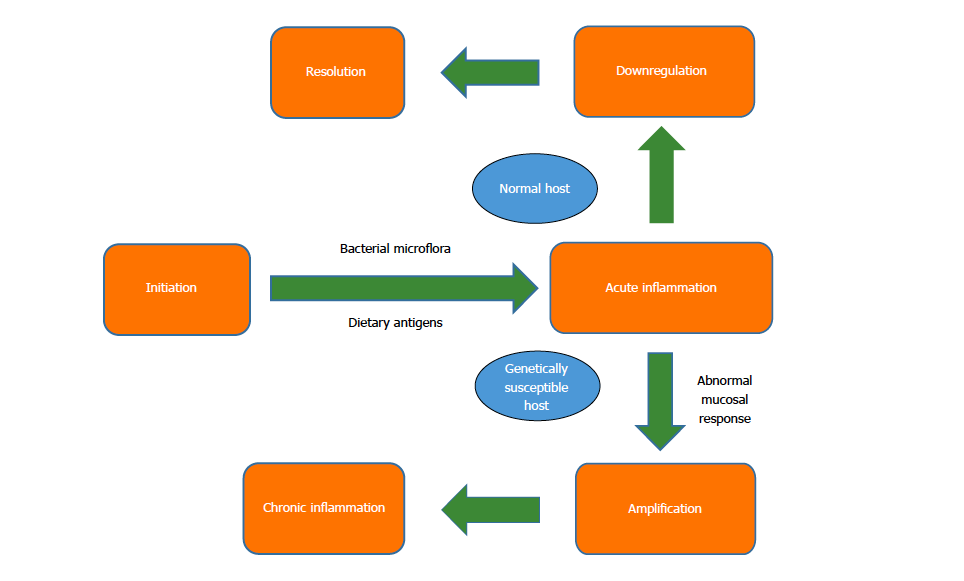 Resolution
Downregulation
Normal host
Bacterial microflora
Initiation
Acute inflammation
Dietary antigens
Genetically
susceptible
host
Abnormal
mucosal
response
Chronic inflammation
Amplification